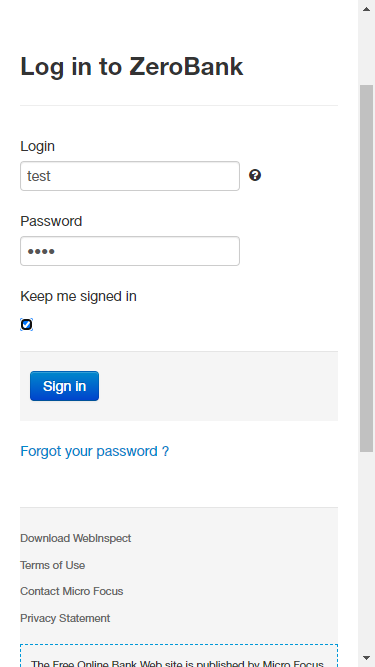 Log in to ZeroBank
Login
test
Password
Keep me signed in
Sign in
Forgot your password ?
Download WebInspect
Terms of Use
Contact Micro Focus
Privacy Statement
The Free Online Bank Web site is published by Micro Focus